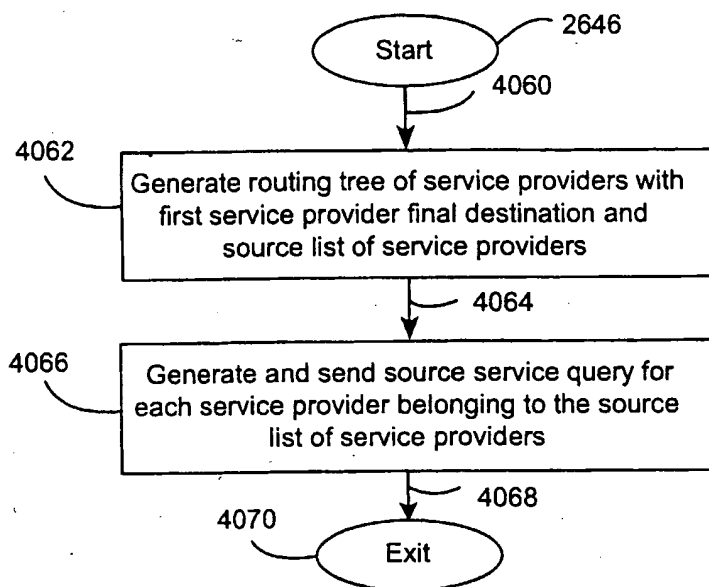 Start
2646
4060
4062
Generate routing tree of service providers with
first service provider final destination and
source list of service providers
4064
4066
Generate and send source service query for
each service provider belonging to the source
list of service providers
4068
4070
Exit